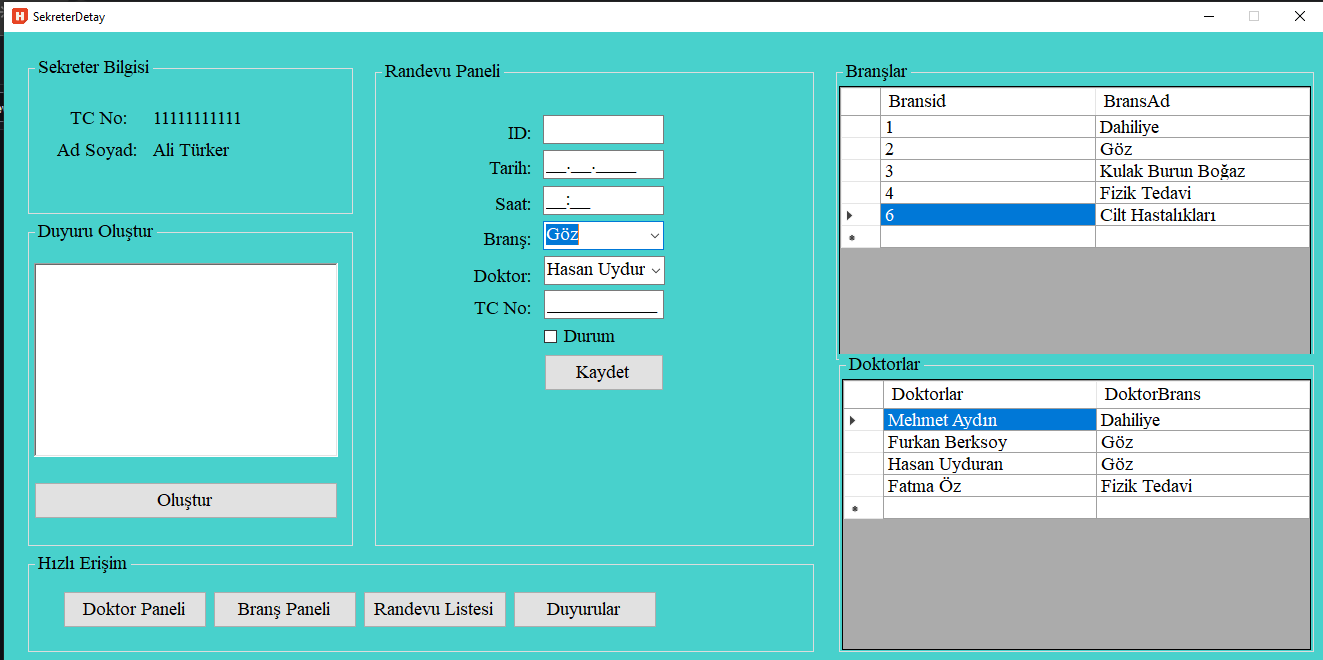 SekreterDetay
Sekreter Bilgisi
TC No: 11111111111
Ad Soyad: Ali Türker
Duyuru Oluştur
Oluştur
Randevu Paneli
ID:
Tarih: __.__.____
Saat: __:__
Branş: Göz
Doktor: Hasan Uydur
TC No: ___________
Durum
Kaydet
Hızlı Erişim
Doktor Paneli Branş Paneli Randevu Listesi Duyurular
Branşlar
Bransid BransAd
1 Dahiliye
2 Göz
3 Kulak Burun Boğaz
4 Fizik Tedavi
6 Cilt Hastalıkları
Doktorlar
Doktorlar DoktorBrans
Mehmet Aydın Dahiliye
Furkan Berksoy Göz
Hasan Uyduran Göz
Fatma Öz Fizik Tedavi